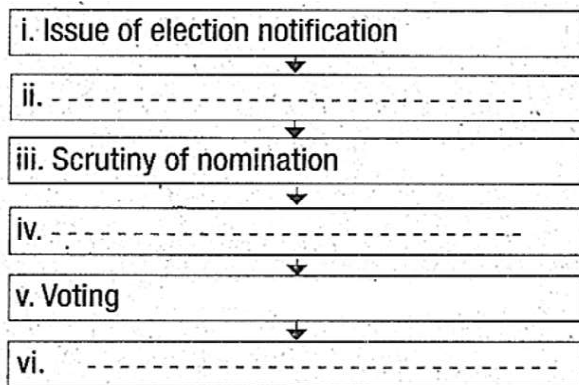 i. Issue of election notification
ii. - - - - - - - - - - - - - - - - - - - - - - - - - - - - - - - - - - - -
iii. Scrutiny of nomination
iv. - - - - - - - - - - - - - - - - - - - - - - - - - - - - - - - - - - - -
v. Voting
vi. - - - - - - - - - - - - - - - - - - - - - - - - - - - - - - - - - - - -